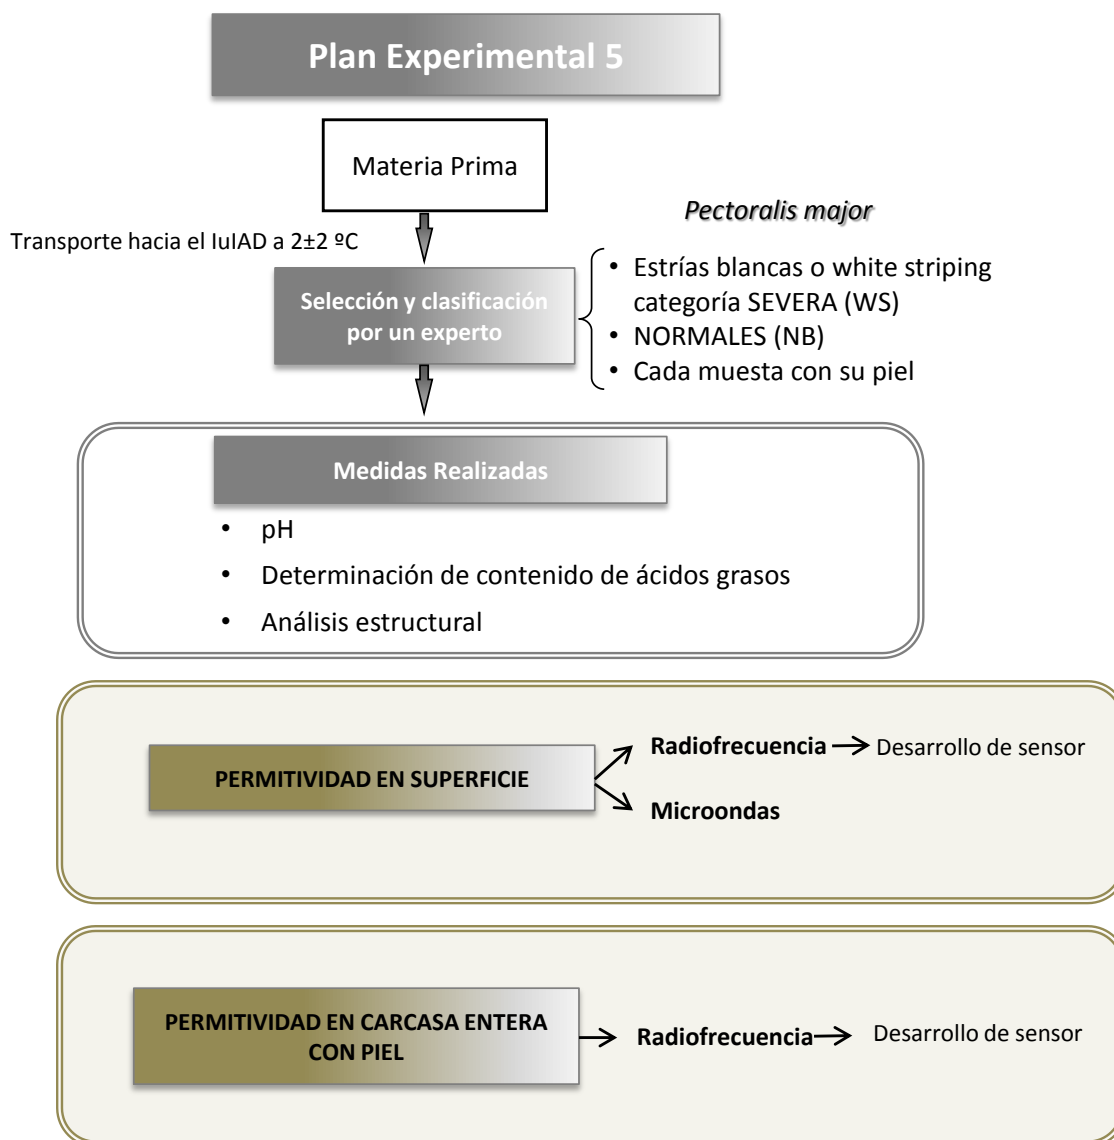 Plan Experimental 5
Materia Prima
Transporte hacia el IuIAD a 2±2 ºC
Pectoralis major
Selección y clasificación
por un experto
• Estrías blancas o white striping
categoría SEVERA (WS)
• NORMALES (NB)
• Cada muesta con su piel
Medidas Realizadas
• pH
• Determinación de contenido de ácidos grasos
• Análisis estructural
PERMITIVIDAD EN SUPERFICIE
Radiofrecuencia
Desarrollo de sensor
Microondas
PERMITIVIDAD EN CARCASA ENTERA
CON PIEL
Radiofrecuencia
Desarrollo de sensor